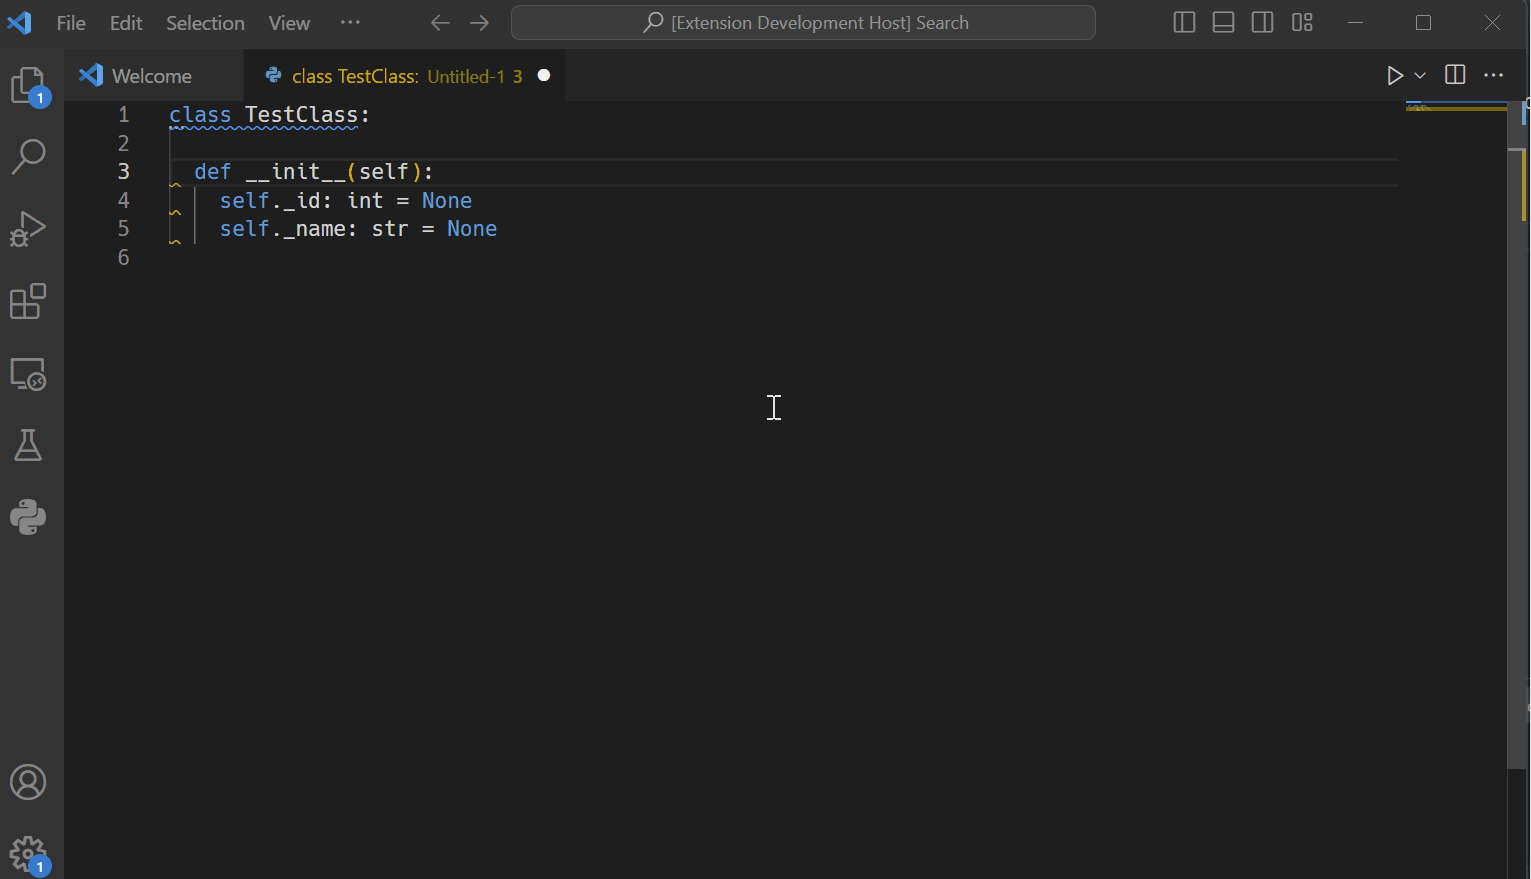 File Edit Selection View ··· [Extension Development Host] Search
Welcome class TestClass: Untitled-1 3
1 class TestClass:
2
3 def __init__(self):
4 self._id: int = None
5 self._name: str = None
6
1
1